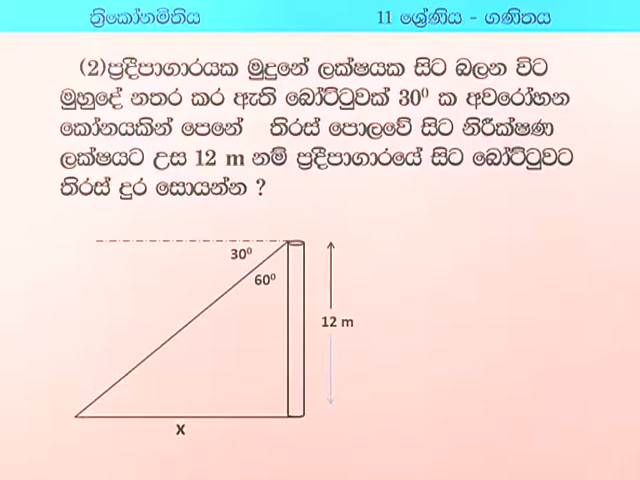 ත්‍රිකෝනමිතිය
11 ශ්‍රේණිය - ගණිතය
(2)ප්‍රදීපාගාරයක මුදුනේ ලක්ෂයක සිට බලන විට
මුහුදේ නතර කර ඇති බෝට්ටුවක් 30⁰ ක අවරෝහන
කෝනයකින් පෙනේ තිරස් පොලවේ සිට නිරීක්ෂණ
ලක්ෂයට උස 12 m නම් ප්‍රදීපාගාරයේ සිට බෝට්ටුවට
තිරස් දුර සොයන්න ?
30⁰
60⁰
12 m
x